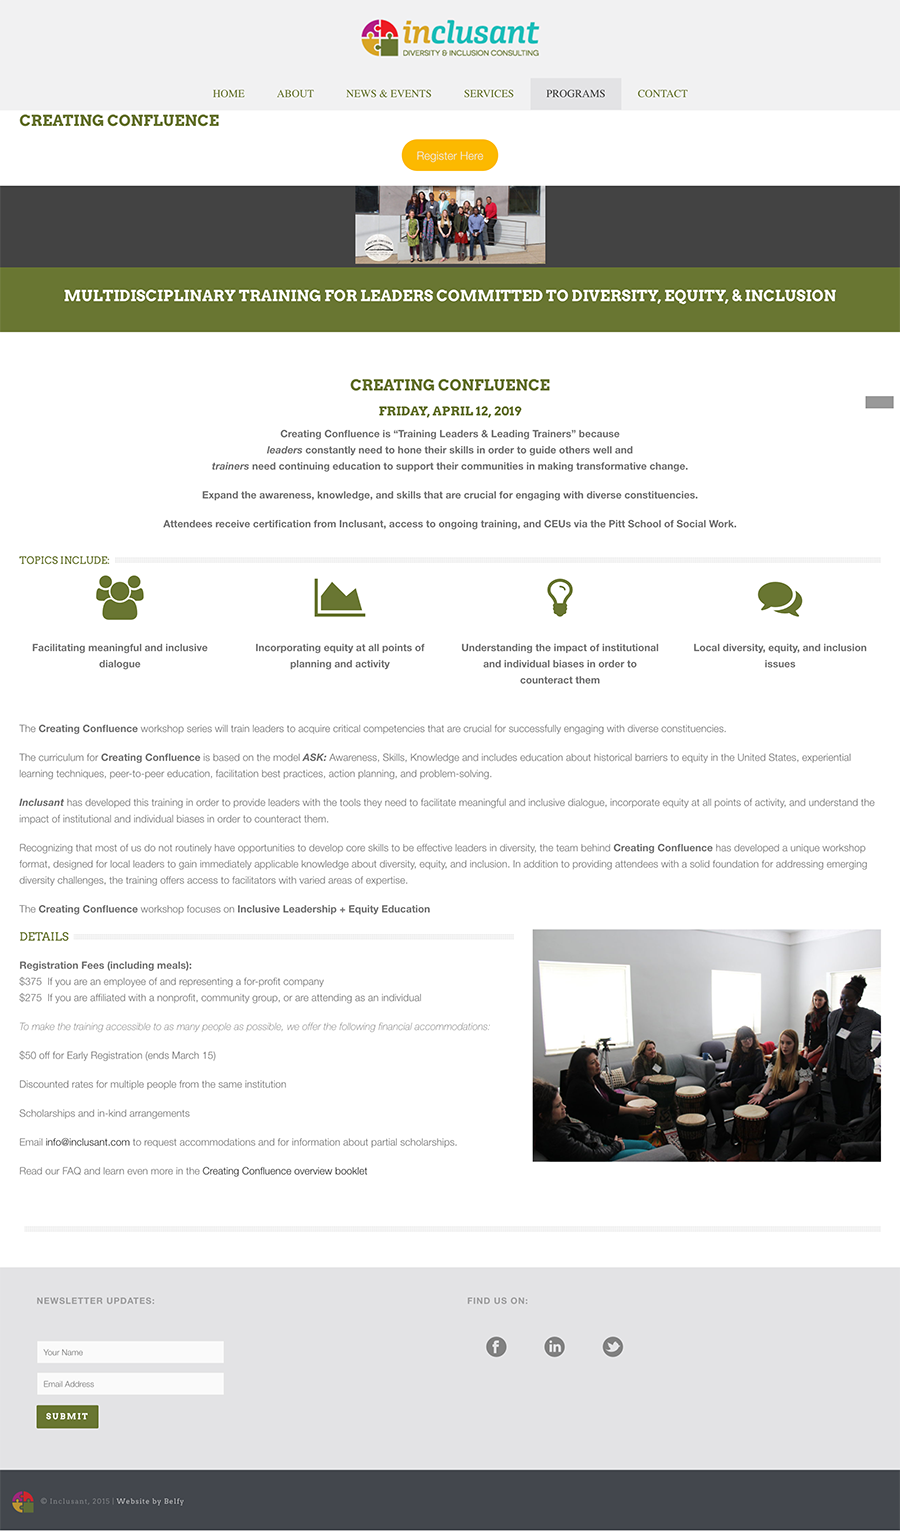 inclusant
DIVERSITY & INCLUSION CONSULTING
HOME ABOUT NEWS & EVENTS SERVICES PROGRAMS CONTACT
CREATING CONFLUENCE
Register Here
MULTIDISCIPLINARY TRAINING FOR LEADERS COMMITTED TO DIVERSITY, EQUITY, & INCLUSION
CREATING CONFLUENCE
FRIDAY, APRIL 12, 2019
Creating Confluence is “Training Leaders & Leading Trainers” because
leaders constantly need to hone their skills in order to guide others well and
trainers need continuing education to support their communities in making transformative change.
Expand the awareness, knowledge, and skills that are crucial for engaging with diverse constituencies.
Attendees receive certification from Inclusant, access to ongoing training, and CEUs via the Pitt School of Social Work.
TOPICS INCLUDE:
Facilitating meaningful and inclusive
dialogue
Incorporating equity at all points of
planning and activity
Understanding the impact of institutional
and individual biases in order to
counteract them
Local diversity, equity, and inclusion
issues
The Creating Confluence workshop series will train leaders to acquire critical competencies that are crucial for successfully engaging with diverse constituencies.
The curriculum for Creating Confluence is based on the model ASK: Awareness, Skills, Knowledge and includes education about historical barriers to equity in the United States, experiential
learning techniques, peer-to-peer education, facilitation best practices, action planning, and problem-solving.
Inclusant has developed this training in order to provide leaders with the tools they need to facilitate meaningful and inclusive dialogue, incorporate equity at all points of activity, and understand the
impact of institutional and individual biases in order to counteract them.
Recognizing that most of us do not routinely have opportunities to develop core skills to be effective leaders in diversity, the team behind Creating Confluence has developed a unique workshop
format, designed for local leaders to gain immediately applicable knowledge about diversity, equity, and inclusion. In addition to providing attendees with a solid foundation for addressing emerging
diversity challenges, the training offers access to facilitators with varied areas of expertise.
The Creating Confluence workshop focuses on Inclusive Leadership + Equity Education
DETAILS
Registration Fees (including meals):
$375 If you are an employee of and representing a for-profit company
$275 If you are affiliated with a nonprofit, community group, or are attending as an individual
To make the training accessible to as many people as possible, we offer the following financial accommodations:
$50 off for Early Registration (ends March 15)
Discounted rates for multiple people from the same institution
Scholarships and in-kind arrangements
Email info@inclusant.com to request accommodations and for information about partial scholarships.
Read our FAQ and learn even more in the Creating Confluence overview booklet
NEWSLETTER UPDATES:
Your Name
Email Address
SUBMIT
FIND US ON:
© Inclusant, 2015 | Website by Belfy